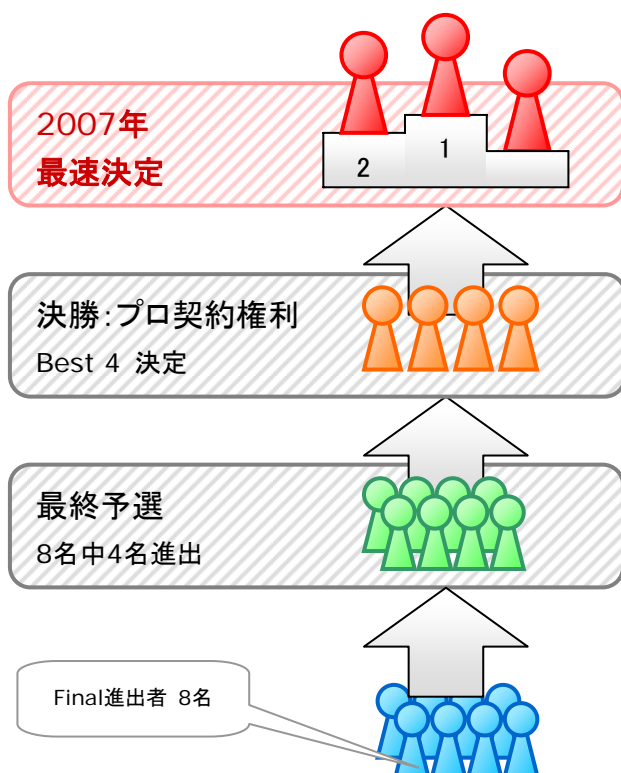 2007年
最速決定
1
2
決勝：プロ契約権利
Best 4 決定
最終予選
8名中4名進出
Final進出者 8名